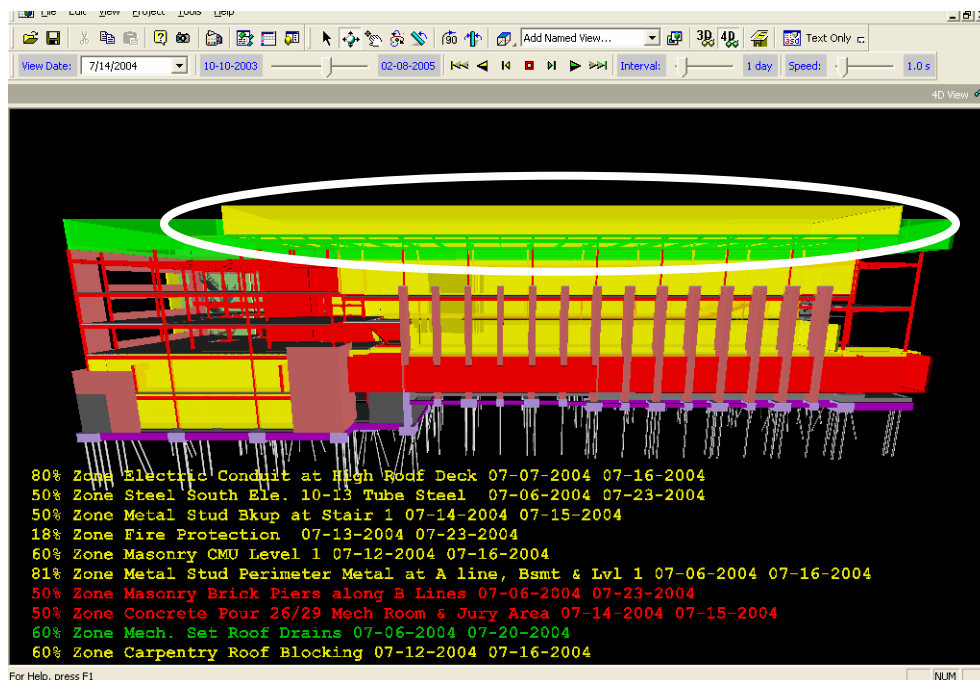 File Edit View Project Tools Help
Add Named View... 3D 4D Text Only
View Date: 7/14/2004 10-10-2003 02-08-2005 Interval: 1 day Speed: 1.0 s
4D View
80% Zone Electric Conduit at High Roof Deck 07-07-2004 07-16-2004
50% Zone Steel South Ele. 10-13 Tube Steel 07-06-2004 07-23-2004
50% Zone Metal Stud Bkup at Stair 1 07-14-2004 07-15-2004
18% Zone Fire Protection 07-13-2004 07-23-2004
60% Zone Masonry CMU Level 1 07-12-2004 07-16-2004
81% Zone Metal Stud Perimeter Metal at A line, Bsmt & Lvl 1 07-06-2004 07-16-2004
50% Zone Masonry Brick Piers along B Lines 07-06-2004 07-23-2004
50% Zone Concrete Pour 26/29 Mech Room & Jury Area 07-14-2004 07-15-2004
60% Zone Mech. Set Roof Drains 07-06-2004 07-20-2004
60% Zone Carpentry Roof Blocking 07-12-2004 07-16-2004
For Help, press F1 NUM